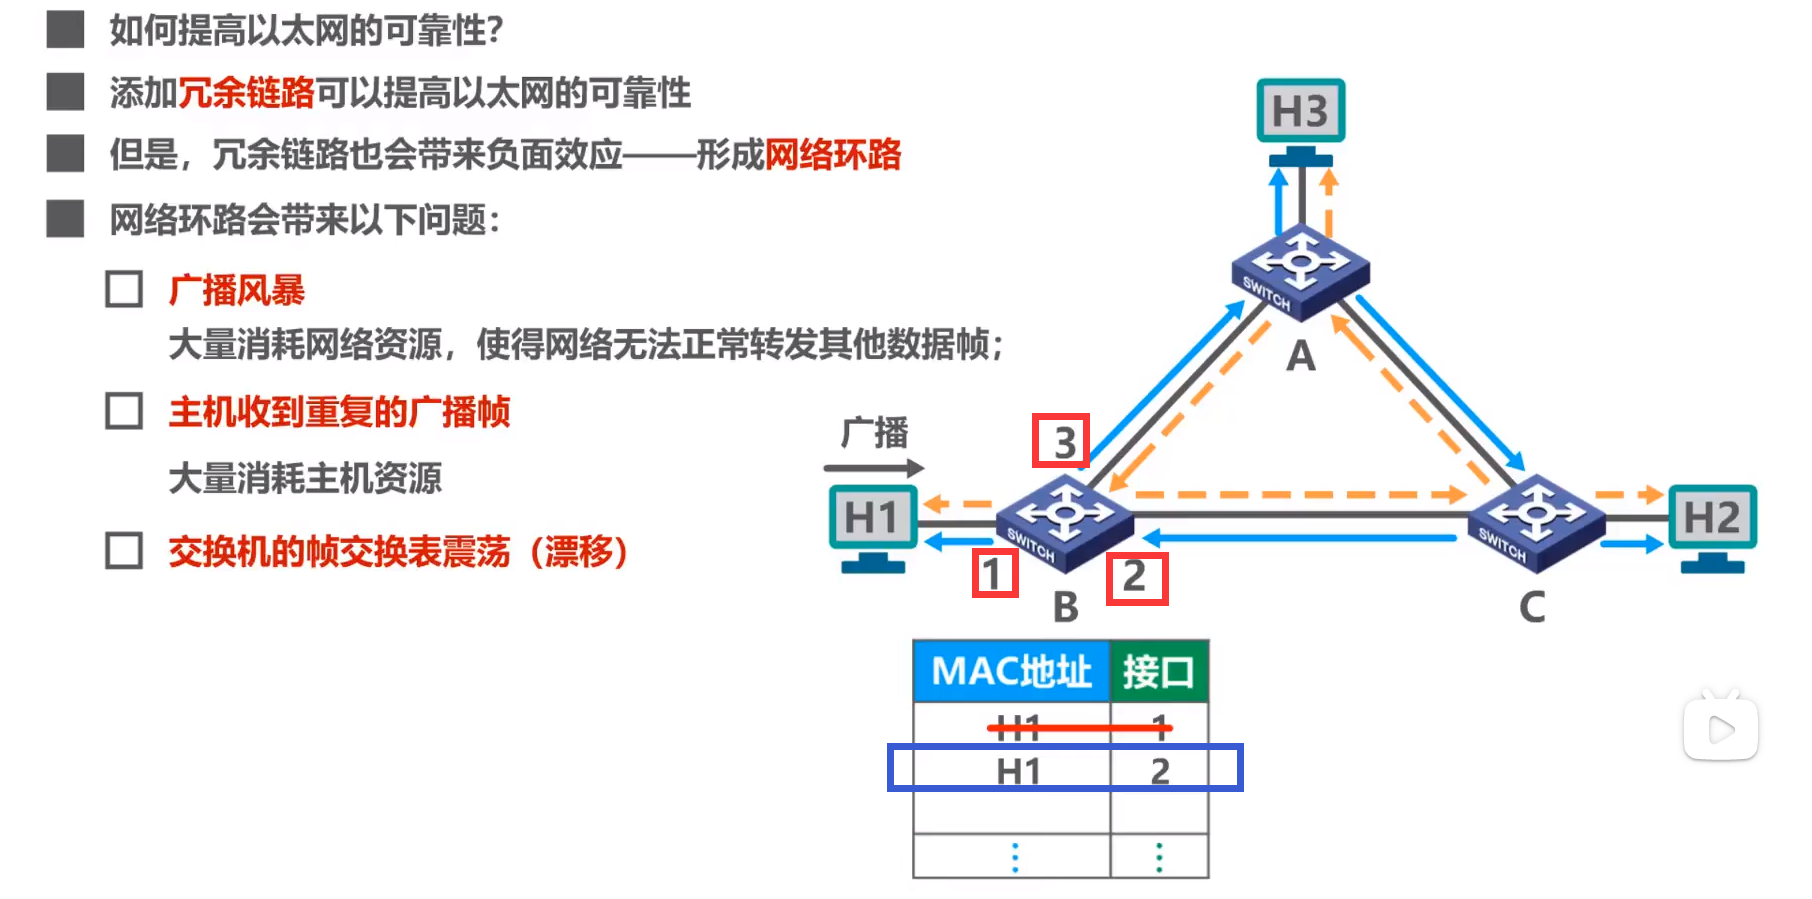 如何提高以太网的可靠性?
添加冗余链路可以提高以太网的可靠性
但是，冗余链路也会带来负面效应——形成网络环路
网络环路会带来以下问题：
广播风暴
大量消耗网络资源，使得网络无法正常转发其他数据帧；
主机收到重复的广播帧
大量消耗主机资源
交换机的帧交换表震荡（漂移）
H3
SWITCH
A
广播
3
H1
SWITCH
SWITCH
H2
1
2
B
C
MAC地址 接口
H1 1
H1 2
⋮ ⋮